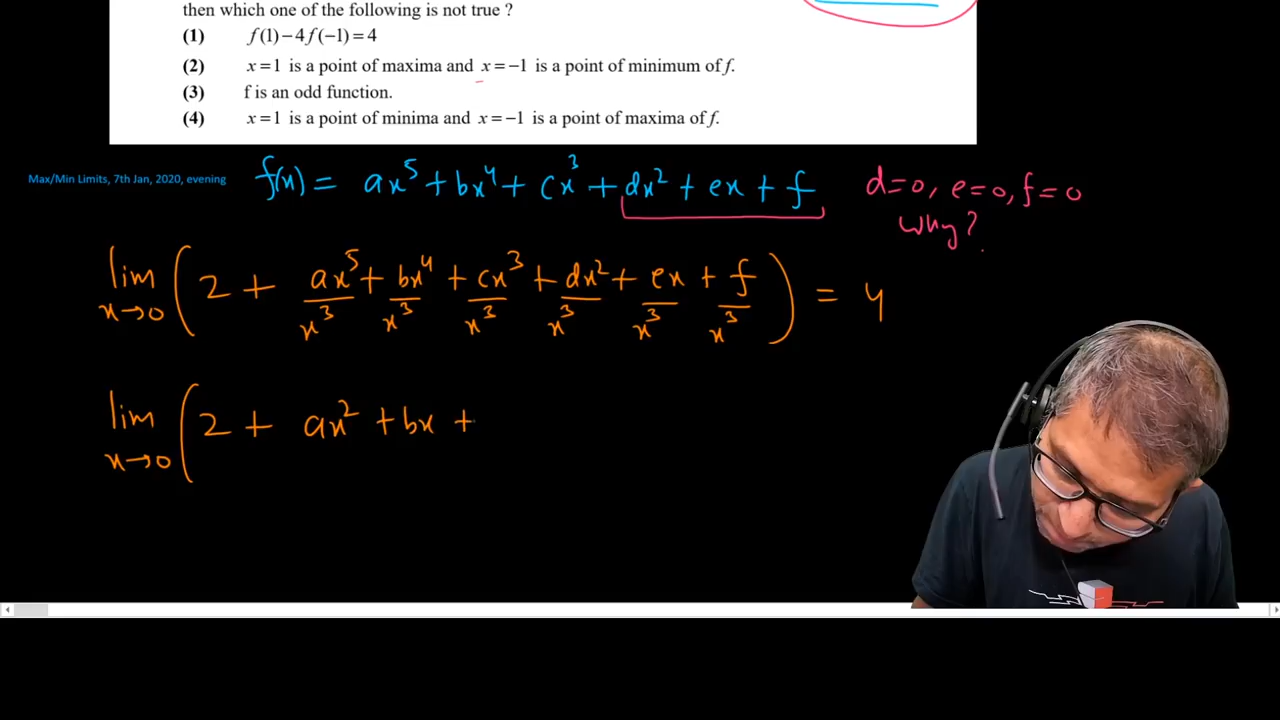 then which one of the following is not true ?
(1) f(1)−4f(−1)=4
(2) x=1 is a point of maxima and x=−1 is a point of minimum of f.
(3) f is an odd function.
(4) x=1 is a point of minima and x=−1 is a point of maxima of f.
Max/Min Limits, 7th Jan, 2020, evening
f(x) = ax⁵ + bx⁴ + cx³ + dx² + ex + f
d=0, e=0, f=0
why?
lim x→0 (2 + ax⁵/x³ + bx⁴/x³ + cx³/x³ + dx²/x³ + ex/x³ + f/x³) = 4
lim x→0 (2 + ax² + bx +